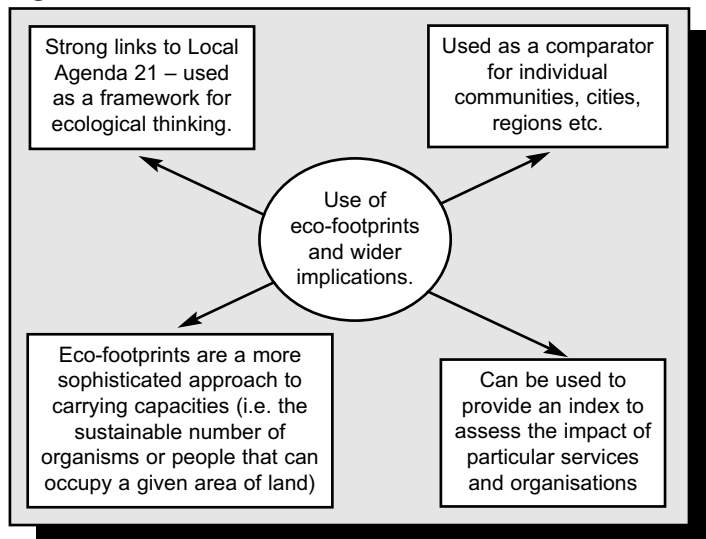 Strong links to Local
Agenda 21 – used
as a framework for
ecological thinking.
Used as a comparator
for individual
communities, cities,
regions etc.
Use of
eco-footprints
and wider
implications.
Eco-footprints are a more
sophisticated approach to
carrying capacities (i.e. the
sustainable number of
organisms or people that can
occupy a given area of land)
Can be used to
provide an index to
assess the impact of
particular services
and organisations